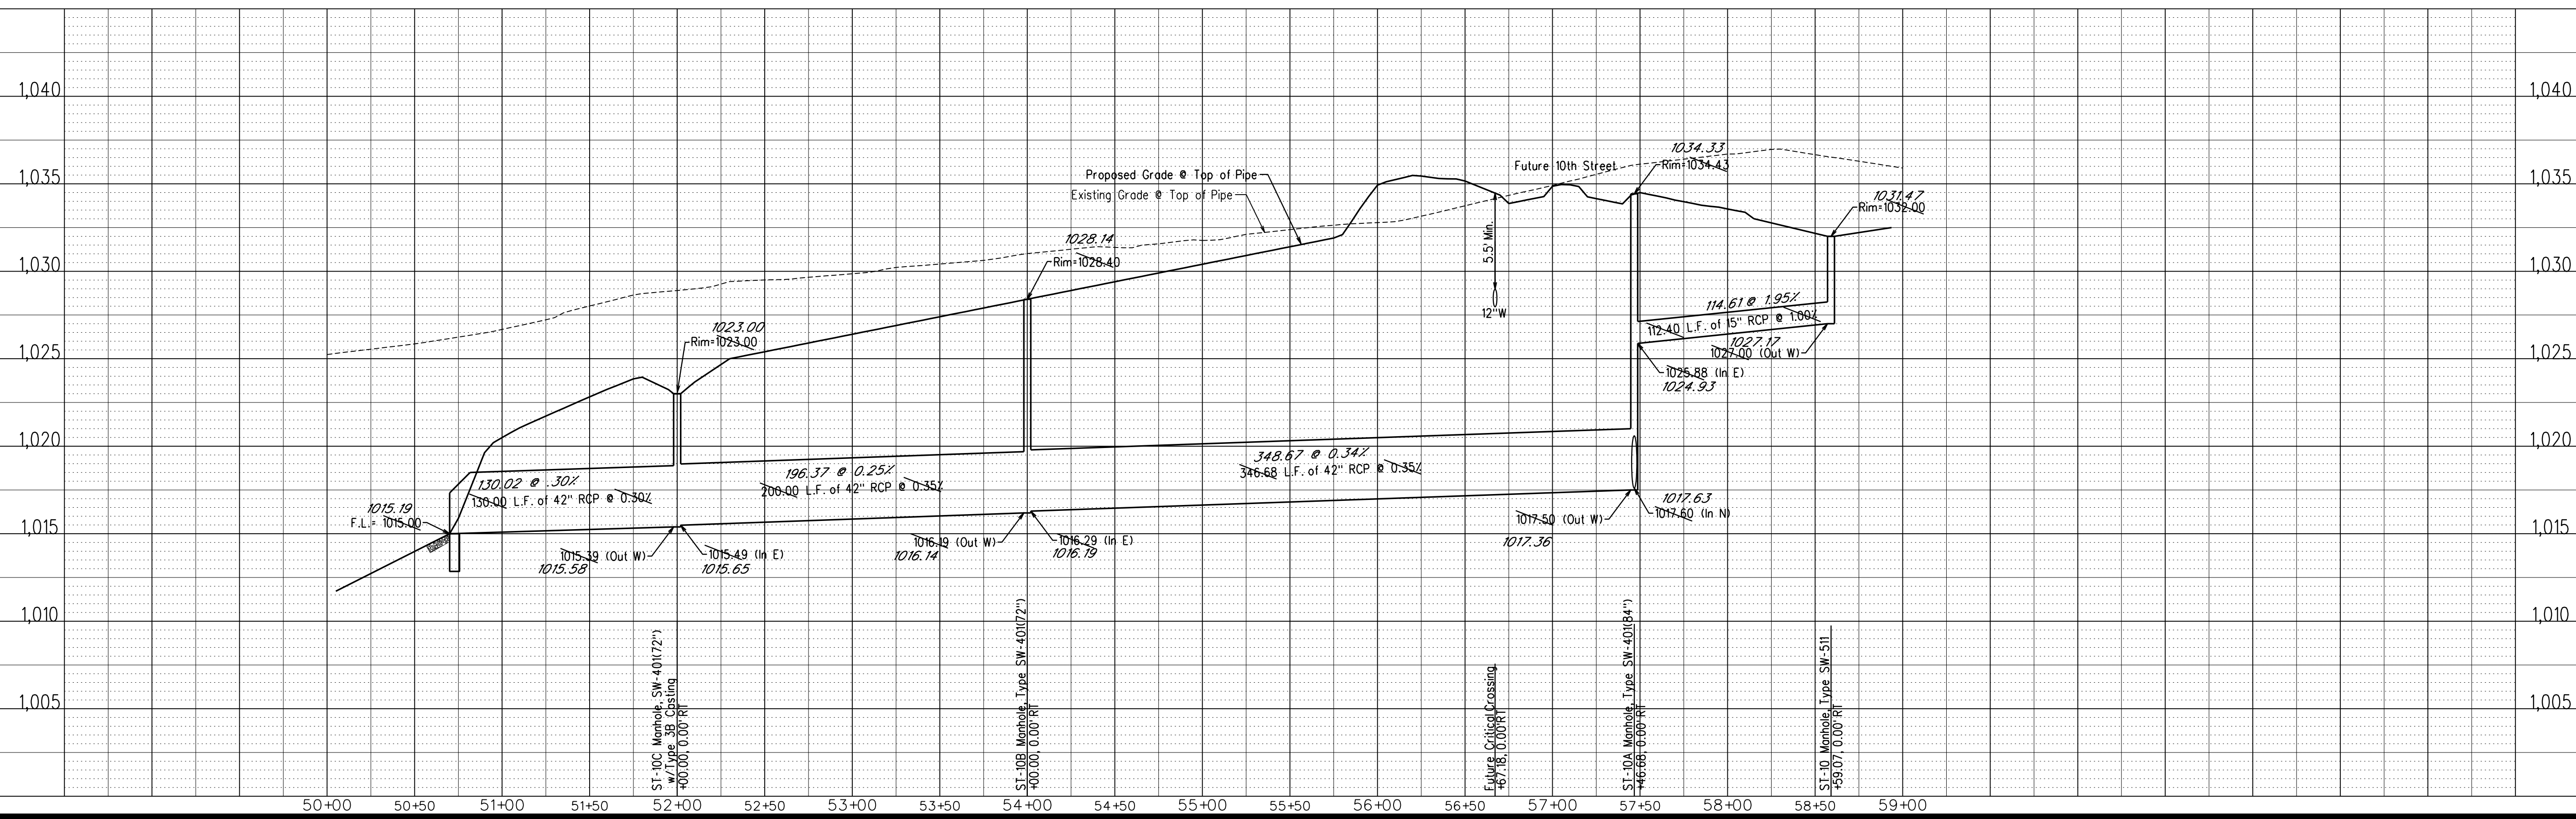 1,040
1,040
1034.33
Rim=1034.43
Future 10th Street
Proposed Grade @ Top of Pipe
1,035
1,035
Existing Grade @ Top of Pipe
1031.47
Rim=1032.00
1028.14
Rim=1028.40
5.5' Min.
12"W
1,030
1,030
1023.00
Rim=1023.00
114.61 @ 1.95%
112.40 L.F. of 15" RCP @ 1.00%
1027.17
1027.00 (Out W)
1,025
1,025
1025.88 (In E)
1024.93
1,020
1,020
130.02 @ .30%
130.00 L.F. of 42" RCP @ 0.30%
196.37 @ 0.25%
200.00 L.F. of 42" RCP @ 0.35%
348.67 @ 0.34%
346.68 L.F. of 42" RCP @ 0.35%
1015.19
F.L.= 1015.00
1017.63
1017.60 (In N)
1017.50 (Out W)
1017.36
1,015
1,015
1015.39 (Out W)
1015.58
1015.49 (In E)
1015.65
1016.19 (Out W)
1016.14
1016.29 (In E)
1016.19
1,010
1,010
ST-10C Manhole, SW-401(72")
w/Type 3B Casting
+00.00, 0.00' RT
ST-10B Manhole, Type SW-401(72")
+00.00, 0.00' RT
Future Critical Crossing
+67.18, 0.00' RT
ST-10A Manhole, Type SW-401(84")
+46.68, 0.00' RT
ST-10 Manhole, Type SW-511
+59.07, 0.00' RT
1,005
1,005
50+00 50+50 51+00 51+50 52+00 52+50 53+00 53+50 54+00 54+50 55+00 55+50 56+00 56+50 57+00 57+50 58+00 58+50 59+00